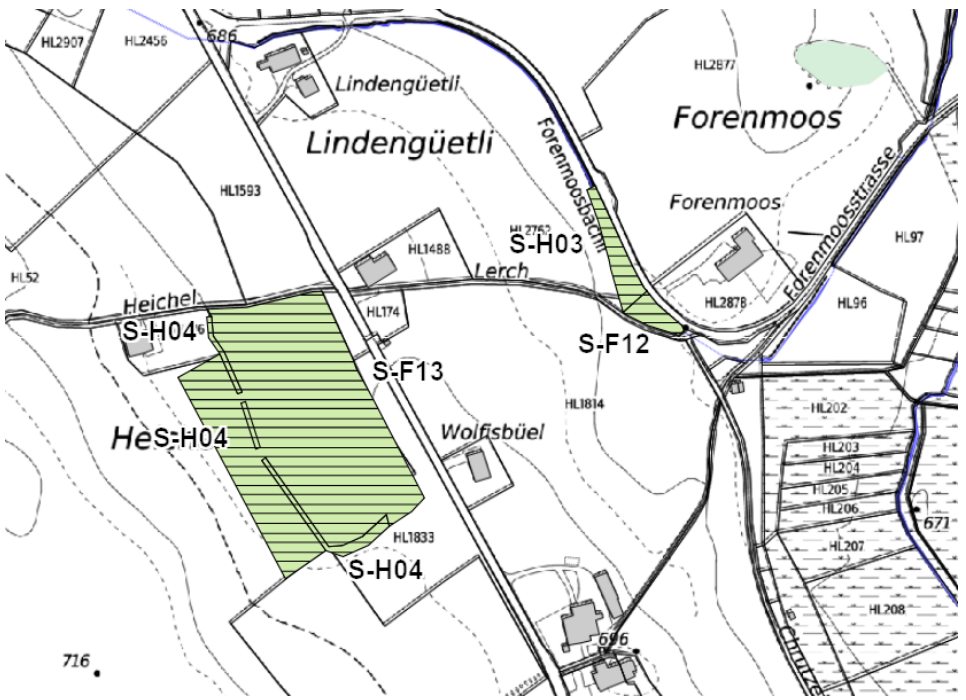 686
HL2907
HL2456
Lindengüetli
Lindengüetli
HL2877
Forenmoos
Forenmoosbächli
Forenmoosstrasse
HL1593
Forenmoos
HL2762
S-H03
HL97
HL1488
Lerch
HL52
Heichel
HL174
HL2878
HL96
S-H04
S-F12
S-F13
HL1814
HL202
S-H04
Wolfisbüel
HL203
HL204
HL205
HL206
671
HL1833
HL207
S-H04
HL208
696
716